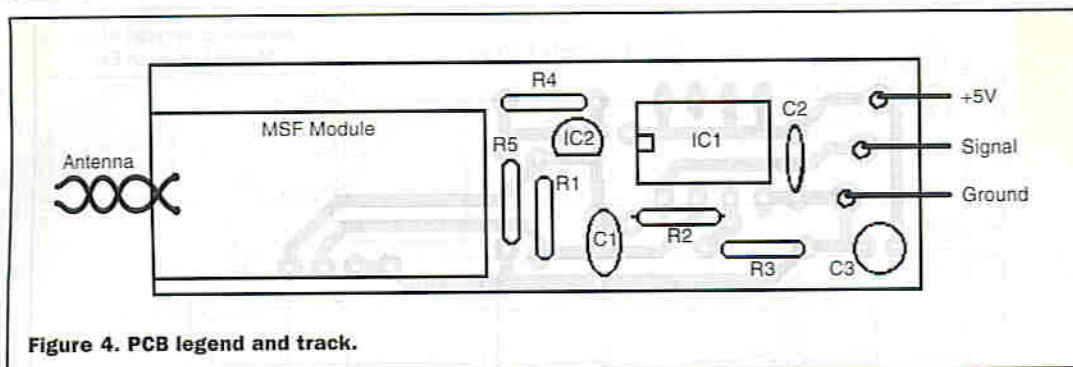 R4
+5V
C2
MSF Module
IC2
IC1
R5
Signal
Antenna
R1
Ground
C1
R2
R3
C3
Figure 4. PCB legend and track.